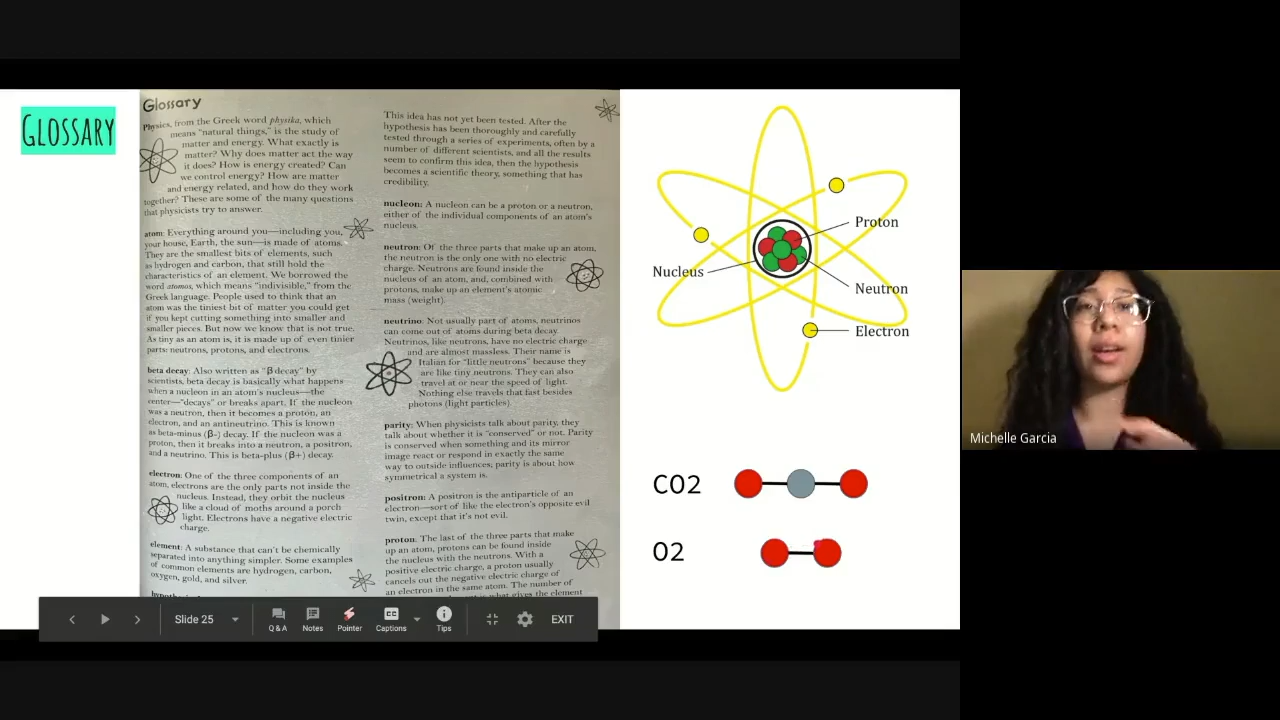 GLOSSARY
Glossary
Physics, from the Greek word physika, which
means “natural things,” is the study of
matter and energy. What exactly is
matter? Why does matter act the way
it does? How is energy created? Can
we control energy? How are matter
and energy related, and how do they work
together? These are some of the many questions
that physicists try to answer.
atom: Everything around you—including you,
your house, Earth, the sun—is made of atoms.
They are the smallest bits of elements, such
as hydrogen and carbon, that still hold the
characteristics of an element. We borrowed the
word atomos, which means “indivisible,” from the
Greek language. People used to think that an
atom was the tiniest bit of matter you could get
if you kept cutting something into smaller and
smaller pieces. But now we know that is not true.
As tiny as an atom is, it is made up of even tinier
parts: neutrons, protons, and electrons.
beta decay: Also written as “β decay” by
scientists, beta decay is basically what happens
when a nucleon in an atom’s nucleus—the
center—“decays” or breaks apart. If the nucleon
was a neutron, then it becomes a proton, an
electron, and an antineutrino. This is known
as beta-minus (β-) decay. If the nucleon was a
proton, then it breaks into a neutron, a positron,
and a neutrino. This is beta-plus (β+) decay.
electron: One of the three components of an
atom, electrons are the only parts not inside the
nucleus. Instead, they orbit the nucleus
like a cloud of moths around a porch
light. Electrons have a negative electric
charge.
element: A substance that can’t be chemically
separated into anything simpler. Some examples
of common elements are hydrogen, carbon,
oxygen, gold, and silver.
This idea has not yet been tested. After the
hypothesis has been thoroughly and carefully
tested through a series of experiments, often by a
number of different scientists, and all the results
seem to confirm this idea, then the hypothesis
becomes a scientific theory, something that has
credibility.
nucleon: A nucleon can be a proton or a neutron,
either of the individual components of an atom’s
nucleus.
neutron: Of the three parts that make up an atom,
the neutron is the only one with no electric
charge. Neutrons are found inside the
nucleus of an atom, and, combined with
protons, make up an element’s atomic
mass (weight).
neutrino: Not usually part of atoms, neutrinos
can come out of atoms during beta decay.
Neutrinos, like neutrons, have no electric charge
and are almost massless. Their name is
Italian for “little neutrons” because they
are like tiny neutrons. They can also
travel at or near the speed of light.
Nothing else travels that fast besides
photons (light particles).
parity: When physicists talk about parity, they
talk about whether it is “conserved” or not. Parity
is conserved when something and its mirror
image react or respond in exactly the same
way to outside influences; parity is about how
symmetrical a system is.
positron: A positron is the antiparticle of an
electron—sort of like the electron’s opposite evil
twin, except that it’s not evil.
proton: The last of the three parts that make
up an atom, protons can be found inside
the nucleus with the neutrons. With a
positive electric charge, a proton usually
cancels out the negative electric charge of
an electron in the same atom. The number of
what gives the element
Proton
Nucleus
Neutron
Electron
CO2
O2
Michelle Garcia
Slide 25
Q & A
Notes
Pointer
CC
Captions
Tips
EXIT